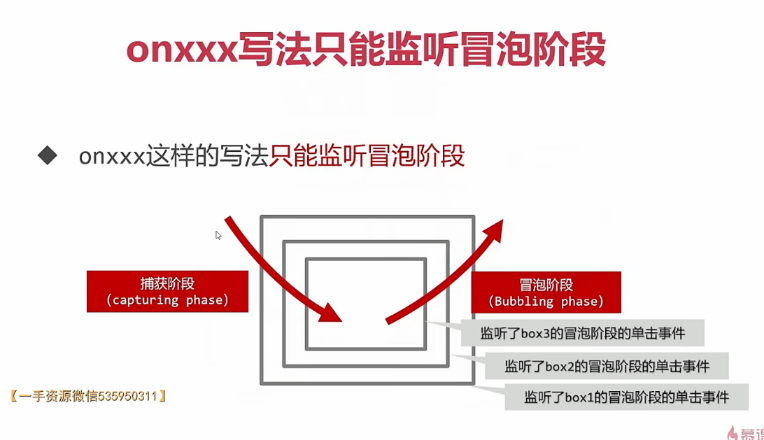 onxxx写法只能监听冒泡阶段
◆ onxxx这样的写法只能监听冒泡阶段
捕获阶段
(capturing phase)
冒泡阶段
(Bubbling phase)
监听了box3的冒泡阶段的单击事件
监听了box2的冒泡阶段的单击事件
监听了box1的冒泡阶段的单击事件
【一手资源微信535950311】